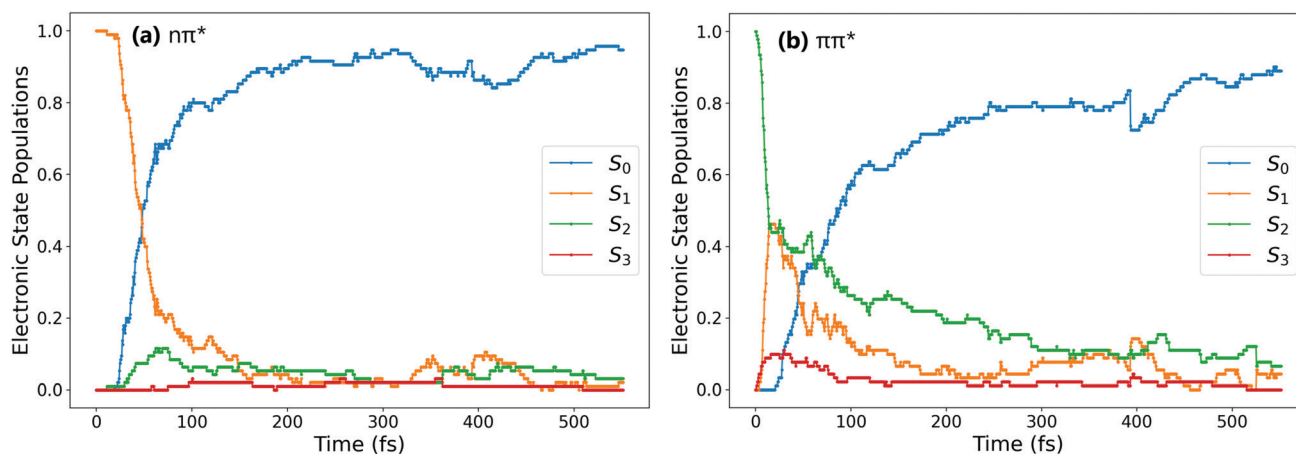 (a) nπ*
Electronic State Populations
1.0
0.8
0.6
0.4
0.2
0.0
S0
S1
S2
S3
0 100 200 300 400 500
Time (fs)
(b) ππ*
Electronic State Populations
1.0
0.8
0.6
0.4
0.2
0.0
S0
S1
S2
S3
0 100 200 300 400 500
Time (fs)